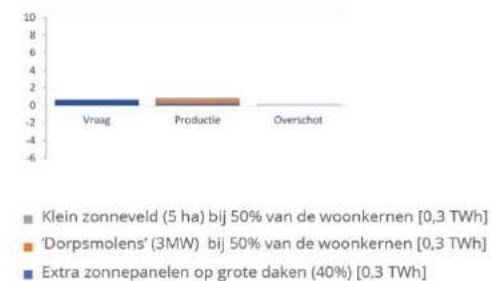 10
8
6
4
2
0
-2
-4
-6
Vraag Productie Overschot
Klein zonneveld (5 ha) bij 50% van de woonkernen [0,3 TWh]
'Dorpsmolens' (3MW) bij 50% van de woonkernen [0,3 TWh]
Extra zonnepanelen op grote daken (40%) [0,3 TWh]